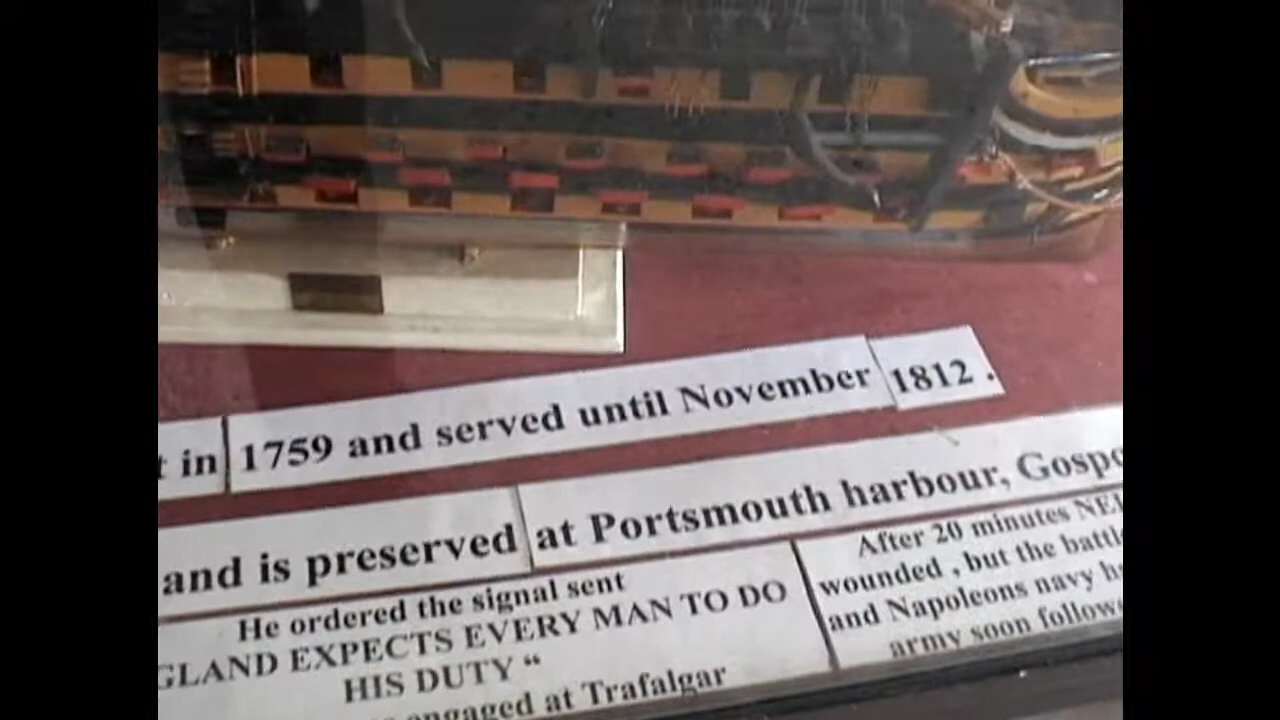 in 1759 and served until November 1812 .
and is preserved at Portsmouth harbour,
He ordered the signal sent
EXPECTS EVERY MAN TO DO
HIS DUTY “
engaged at Trafalgar
After 20 minutes
wounded , but the
and Napoleons navy
army soon